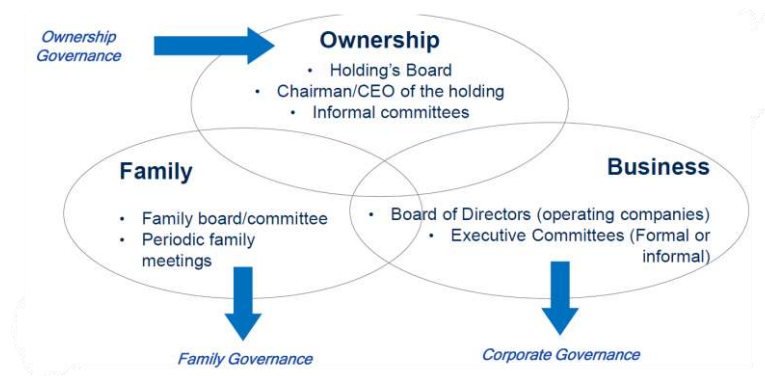 Ownership
Governance
Ownership
• Holding's Board
• Chairman/CEO of the holding
• Informal committees
Family
• Family board/committee
• Periodic family
meetings
Business
• Board of Directors (operating companies)
• Executive Committees (Formal or
informal)
Family Governance
Corporate Governance